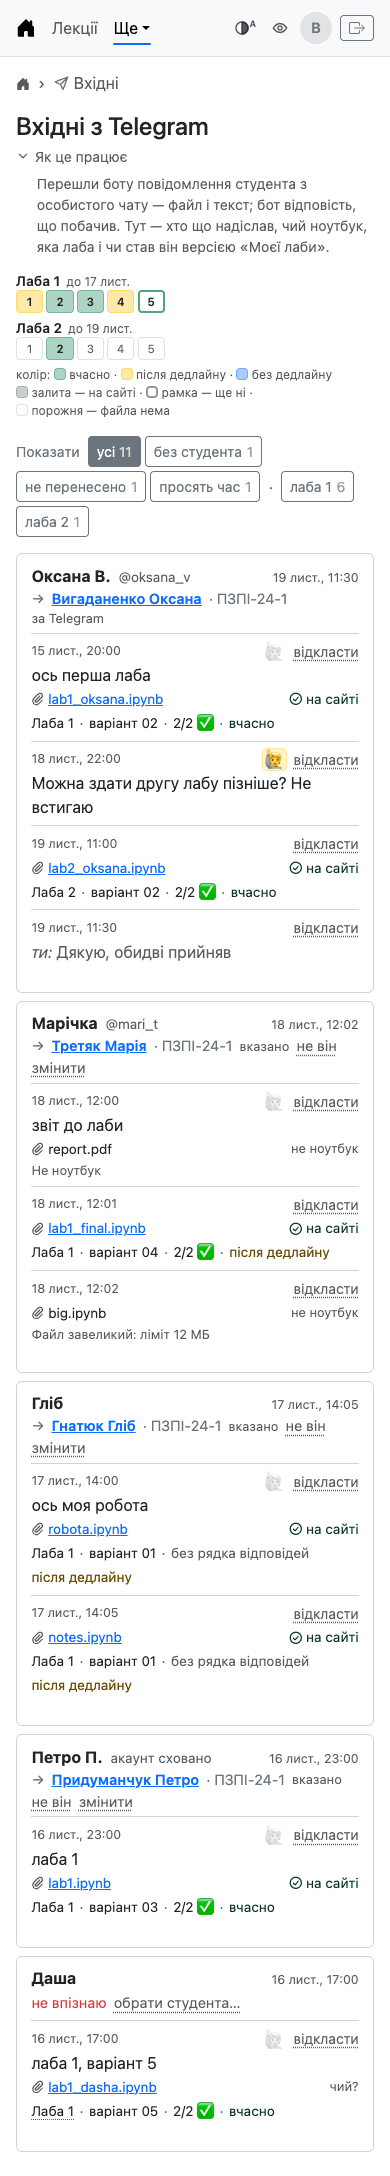 Лекції Ще A B
› Вхідні
Вхідні з Telegram
Як це працює
Перешли боту повідомлення студента з
особистого чату — файл і текст; бот відповість,
що побачив. Тут — хто що надіслав, чий ноутбук,
яка лаба і чи став він версією «Моєї лаби».
Лаба 1 до 17 лист.
1 2 3 4 5
Лаба 2 до 19 лист.
1 2 3 4 5
колір: вчасно · після дедлайну · без дедлайну
залита — на сайті · рамка — ще ні ·
порожня — файла нема
Показати усі 11 без студента 1
не перенесено 1 просять час 1 · лаба 1 6
лаба 2 1
Оксана В. @oksana_v 19 лист., 11:30
→ Вигаданенко Оксана · ПЗПІ-24-1
за Telegram
15 лист., 20:00 відкласти
ось перша лаба
lab1_oksana.ipynb на сайті
Лаба 1 · варіант 02 · 2/2 ✅ · вчасно
18 лист., 22:00 🙋 відкласти
Можна здати другу лабу пізніше? Не
встигаю
19 лист., 11:00 відкласти
lab2_oksana.ipynb на сайті
Лаба 2 · варіант 02 · 2/2 ✅ · вчасно
19 лист., 11:30 відкласти
ти: Дякую, обидві прийняв
Марічка @mari_t 18 лист., 12:02
→ Третяк Марія · ПЗПІ-24-1 вказано не він
змінити
18 лист., 12:00 відкласти
звіт до лаби
report.pdf не ноутбук
Не ноутбук
18 лист., 12:01 відкласти
lab1_final.ipynb на сайті
Лаба 1 · варіант 04 · 2/2 ✅ · після дедлайну
18 лист., 12:02 відкласти
big.ipynb не ноутбук
Файл завеликий: ліміт 12 МБ
Гліб 17 лист., 14:05
→ Гнатюк Гліб · ПЗПІ-24-1 вказано не він
змінити
17 лист., 14:00 відкласти
ось моя робота
robota.ipynb на сайті
Лаба 1 · варіант 01 · без рядка відповідей
після дедлайну
17 лист., 14:05 відкласти
notes.ipynb на сайті
Лаба 1 · варіант 01 · без рядка відповідей
після дедлайну
Петро П. акаунт сховано 16 лист., 23:00
→ Придуманчук Петро · ПЗПІ-24-1 вказано
не він змінити
16 лист., 23:00 відкласти
лаба 1
lab1.ipynb на сайті
Лаба 1 · варіант 03 · 2/2 ✅ · вчасно
Даша 16 лист., 17:00
не впізнаю обрати студента…
16 лист., 17:00 відкласти
лаба 1, варіант 5
lab1_dasha.ipynb чий?
Лаба 1 · варіант 05 · 2/2 ✅ · вчасно